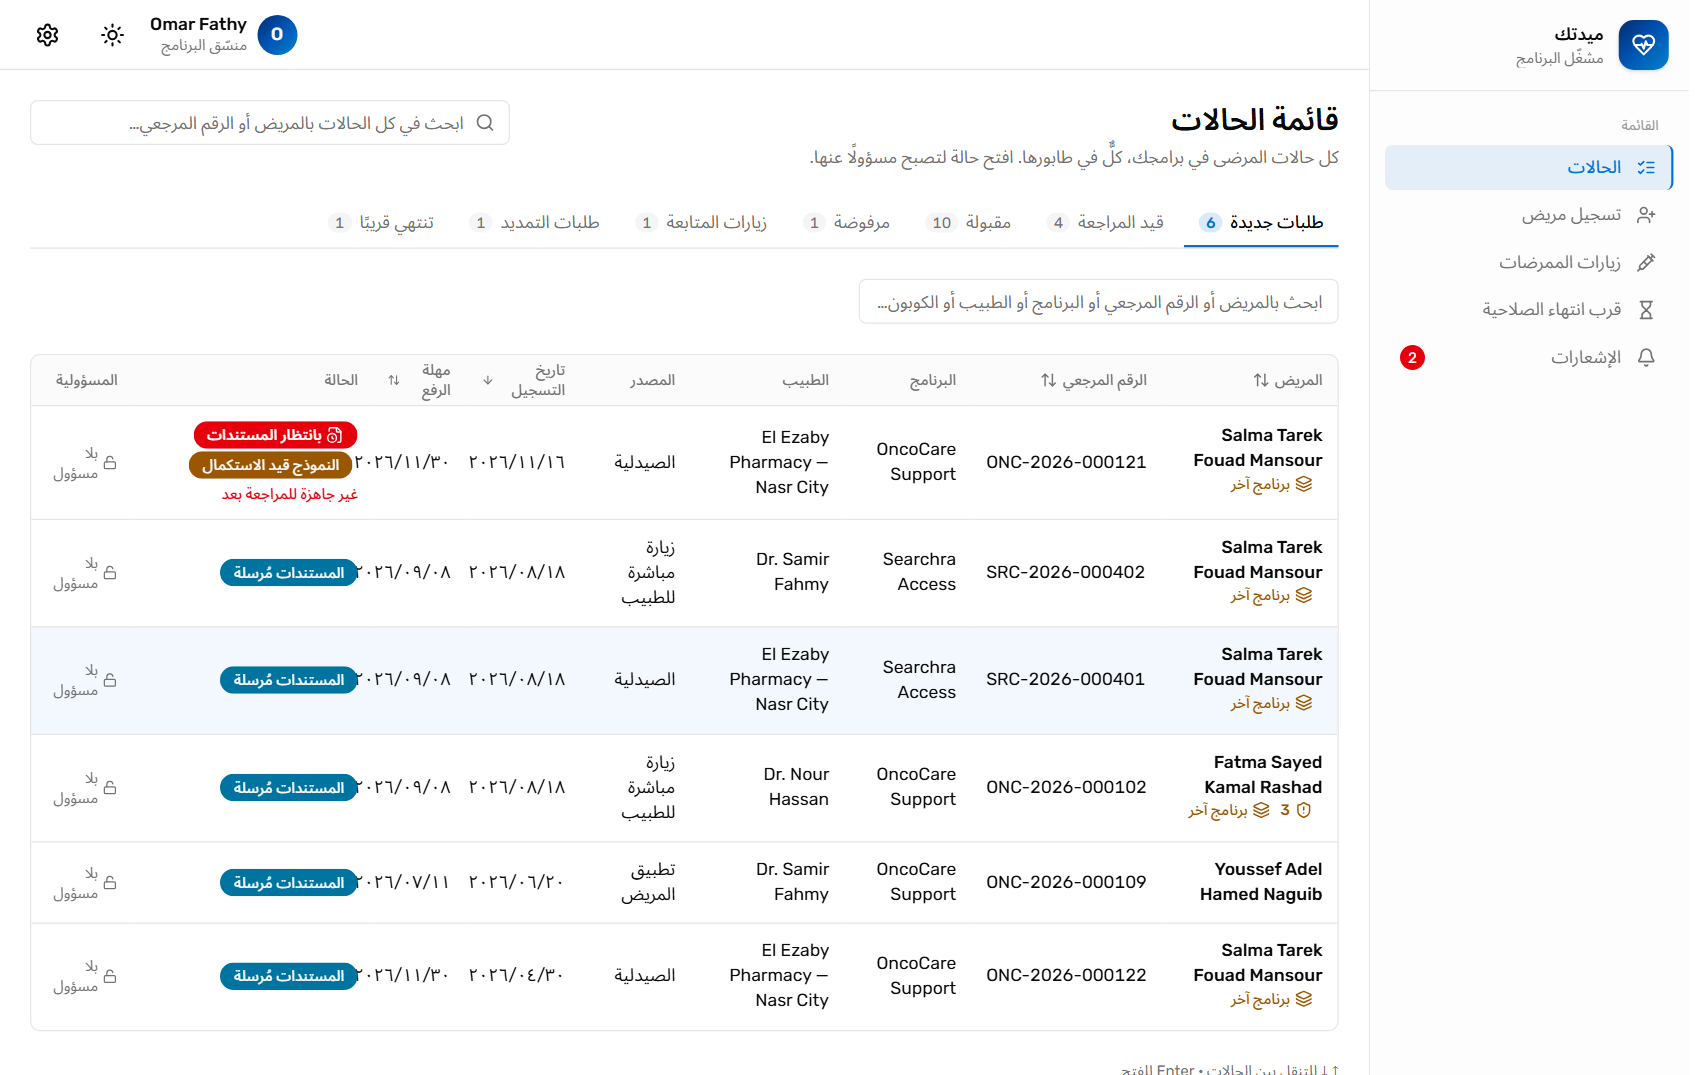 ميدتك
مشغّل البرنامج
القائمة
الحالات
تسجيل مريض
زيارات الممرضات
قرب انتهاء الصلاحية
الإشعارات 2
O Omar Fathy
منسّق البرنامج
قائمة الحالات
كل حالات المرضى في برامجك، كلٌّ في طابورها. افتح حالة لتصبح مسؤولًا عنها.
ابحث في كل الحالات بالمريض أو الرقم المرجعي...
طلبات جديدة 6 قيد المراجعة 4 مقبولة 10 مرفوضة 1 زيارات المتابعة 1 طلبات التمديد 1 تنتهي قريبًا 1
ابحث بالمريض أو الرقم المرجعي أو البرنامج أو الطبيب أو الكوبون...
المريض الرقم المرجعي البرنامج الطبيب المصدر تاريخ التسجيل مهلة الرفع الحالة المسؤولية
Salma Tarek
Fouad Mansour
برنامج آخر
ONC-2026-000121
OncoCare
Support
El Ezaby
Pharmacy –
Nasr City
الصيدلية
٢٠٢٦/١١/١٦
٢٠٢٦/١١/٣٠
بانتظار المستندات
النموذج قيد الاستكمال
غير جاهزة للمراجعة بعد
بلا
مسؤول
Salma Tarek
Fouad Mansour
برنامج آخر
SRC-2026-000402
Searchra
Access
Dr. Samir
Fahmy
زيارة
مباشرة
للطبيب
٢٠٢٦/٠٨/١٨
٢٠٢٦/٠٩/٠٨
المستندات مُرسلة
بلا
مسؤول
Salma Tarek
Fouad Mansour
برنامج آخر
SRC-2026-000401
Searchra
Access
El Ezaby
Pharmacy –
Nasr City
الصيدلية
٢٠٢٦/٠٨/١٨
٢٠٢٦/٠٩/٠٨
المستندات مُرسلة
بلا
مسؤول
Fatma Sayed
Kamal Rashad
3 برنامج آخر
ONC-2026-000102
OncoCare
Support
Dr. Nour
Hassan
زيارة
مباشرة
للطبيب
٢٠٢٦/٠٨/١٨
٢٠٢٦/٠٩/٠٨
المستندات مُرسلة
بلا
مسؤول
Youssef Adel
Hamed Naguib
ONC-2026-000109
OncoCare
Support
Dr. Samir
Fahmy
تطبيق
المريض
٢٠٢٦/٠٦/٢٠
٢٠٢٦/٠٧/١١
المستندات مُرسلة
بلا
مسؤول
Salma Tarek
Fouad Mansour
برنامج آخر
ONC-2026-000122
OncoCare
Support
El Ezaby
Pharmacy –
Nasr City
الصيدلية
٢٠٢٦/٠٤/٣٠
٢٠٢٦/١١/٣٠
المستندات مُرسلة
بلا
مسؤول
↑↓ للتنقل بين الحالات • Enter للفتح